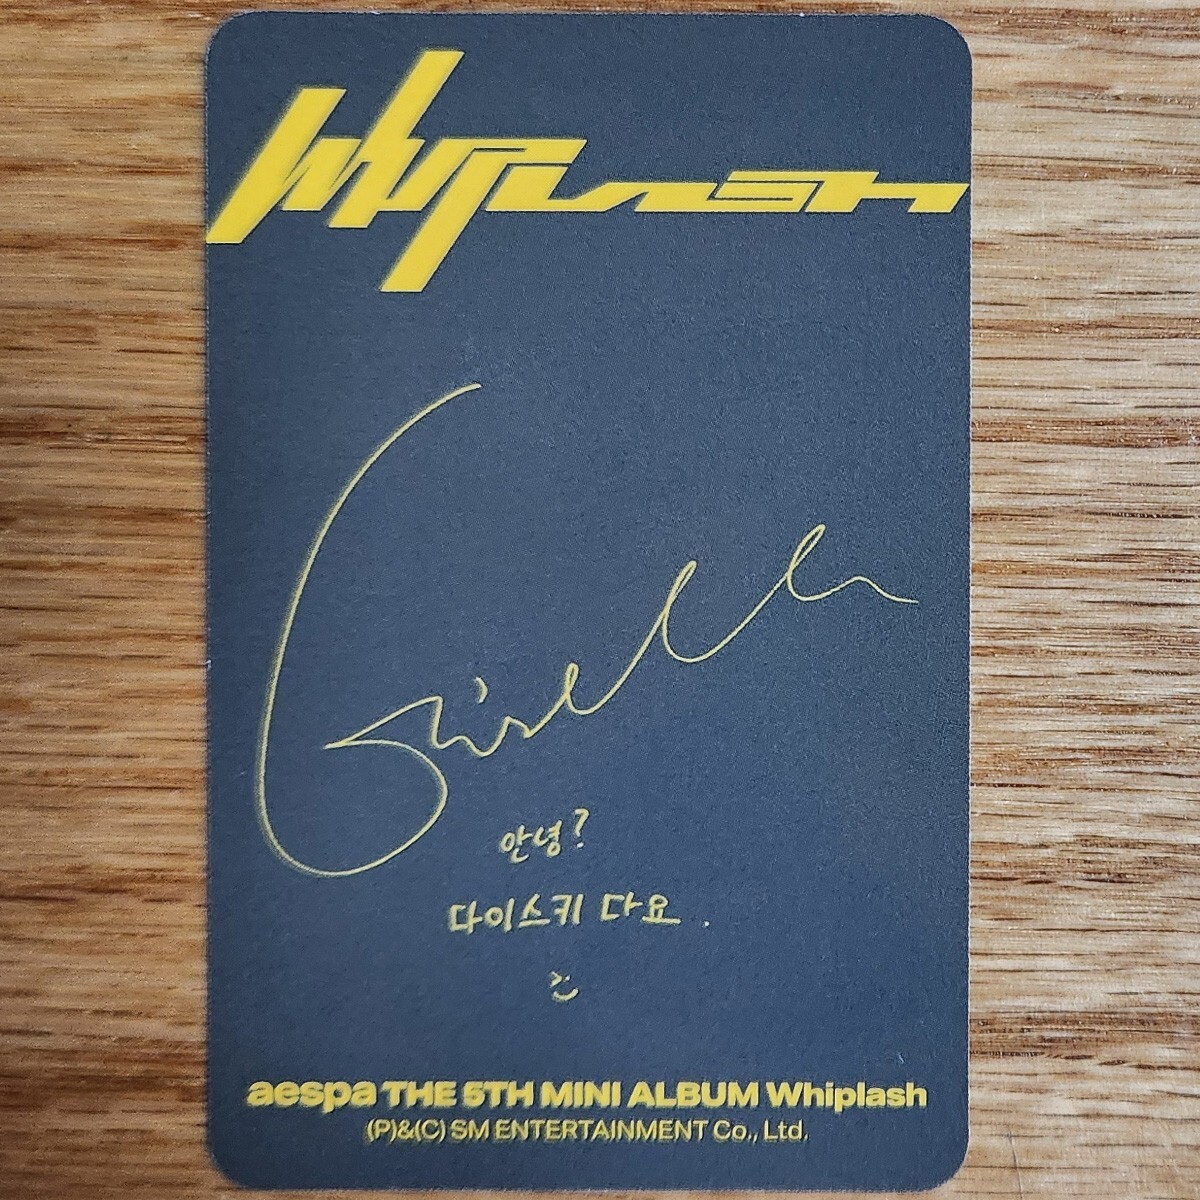 Whiplash
Giselle
안녕?
다이스키 다요.
:)
aespa THE 5TH MINI ALBUM Whiplash
(P)&(C) SM ENTERTAINMENT Co., Ltd.